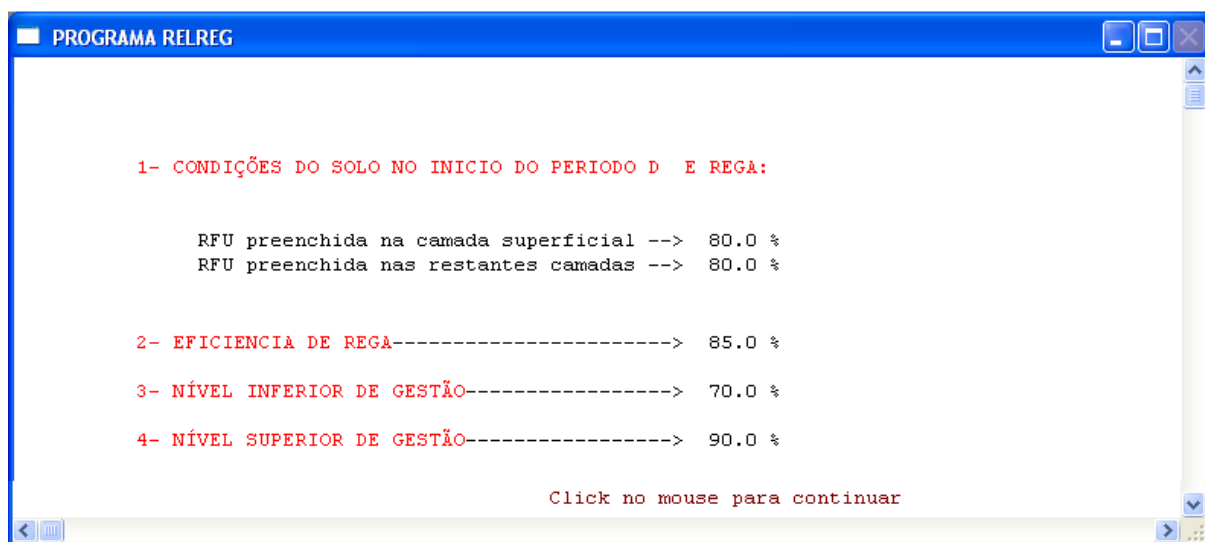 PROGRAMA RELREG
1- CONDIÇÕES DO SOLO NO INICIO DO PERIODO D  E REGA:
RFU preenchida na camada superficial --> 80.0 %
RFU preenchida nas restantes camadas --> 80.0 %
2- EFICIENCIA DE REGA-----------------------> 85.0 %
3- NÍVEL INFERIOR DE GESTÃO-----------------> 70.0 %
4- NÍVEL SUPERIOR DE GESTÃO-----------------> 90.0 %
Click no mouse para continuar